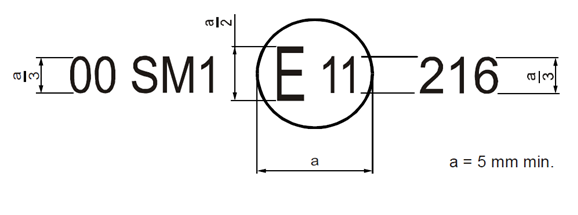 a/2
a/3 00 SM1 E 11 216 a/3
a
a = 5 mm min.